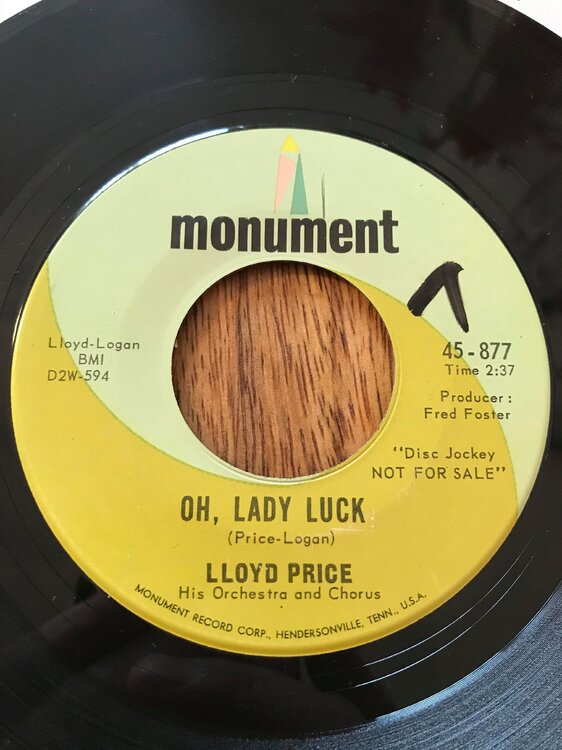 monument
Lloyd-Logan
BMI
D2W-594
45-877
Time 2:37
Producer:
Fred Foster
"Disc Jockey
NOT FOR SALE"
OH, LADY LUCK
(Price-Logan)
LLOYD PRICE
His Orchestra and Chorus
MONUMENT RECORD CORP., HENDERSONVILLE, TENN., U.S.A.